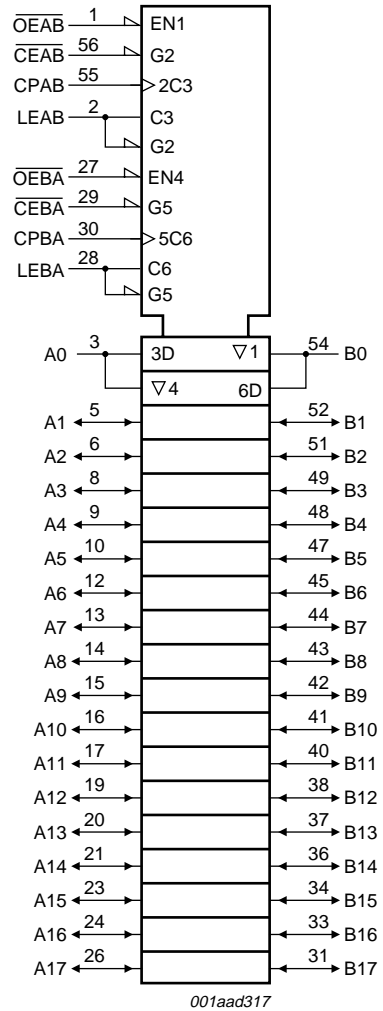 OEAB 1 EN1
CEAB 56 G2
CPAB 55 2C3
LEAB 2 C3
G2
OEBA 27 EN4
CEBA 29 G5
CPBA 30 5C6
LEBA 28 C6
G5
A0 3 3D ▽1 54 B0
▽4 6D
A1 5 52 B1
A2 6 51 B2
A3 8 49 B3
A4 9 48 B4
A5 10 47 B5
A6 12 45 B6
A7 13 44 B7
A8 14 43 B8
A9 15 42 B9
A10 16 41 B10
A11 17 40 B11
A12 19 38 B12
A13 20 37 B13
A14 21 36 B14
A15 23 34 B15
A16 24 33 B16
A17 26 31 B17
001aad317